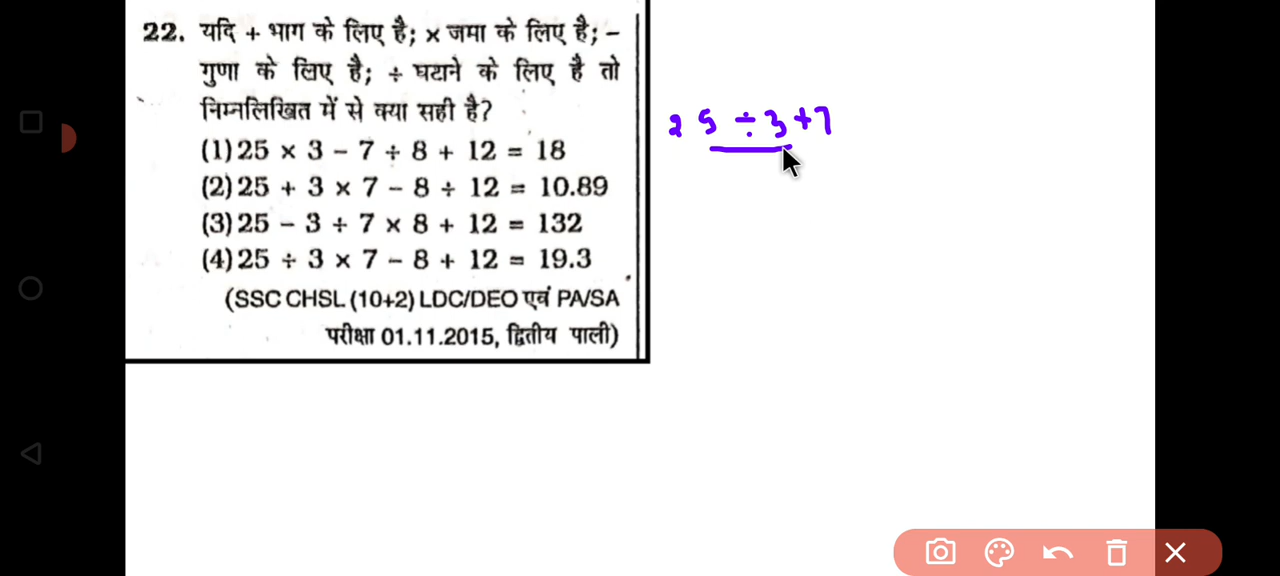 22. यदि + भाग के लिए है; × जमा के लिए है; –
गुणा के लिए है; ÷ घटाने के लिए है तो
निम्नलिखित में से क्या सही है?
(1) 25 × 3 – 7 ÷ 8 + 12 = 18
(2) 25 + 3 × 7 – 8 ÷ 12 = 10.89
(3) 25 – 3 ÷ 7 × 8 + 12 = 132
(4) 25 ÷ 3 × 7 – 8 + 12 = 19.3
(SSC CHSL (10+2) LDC/DEO एवं PA/SA
परीक्षा 01.11.2015, द्वितीय पाली)
25 ÷ 3 + 7